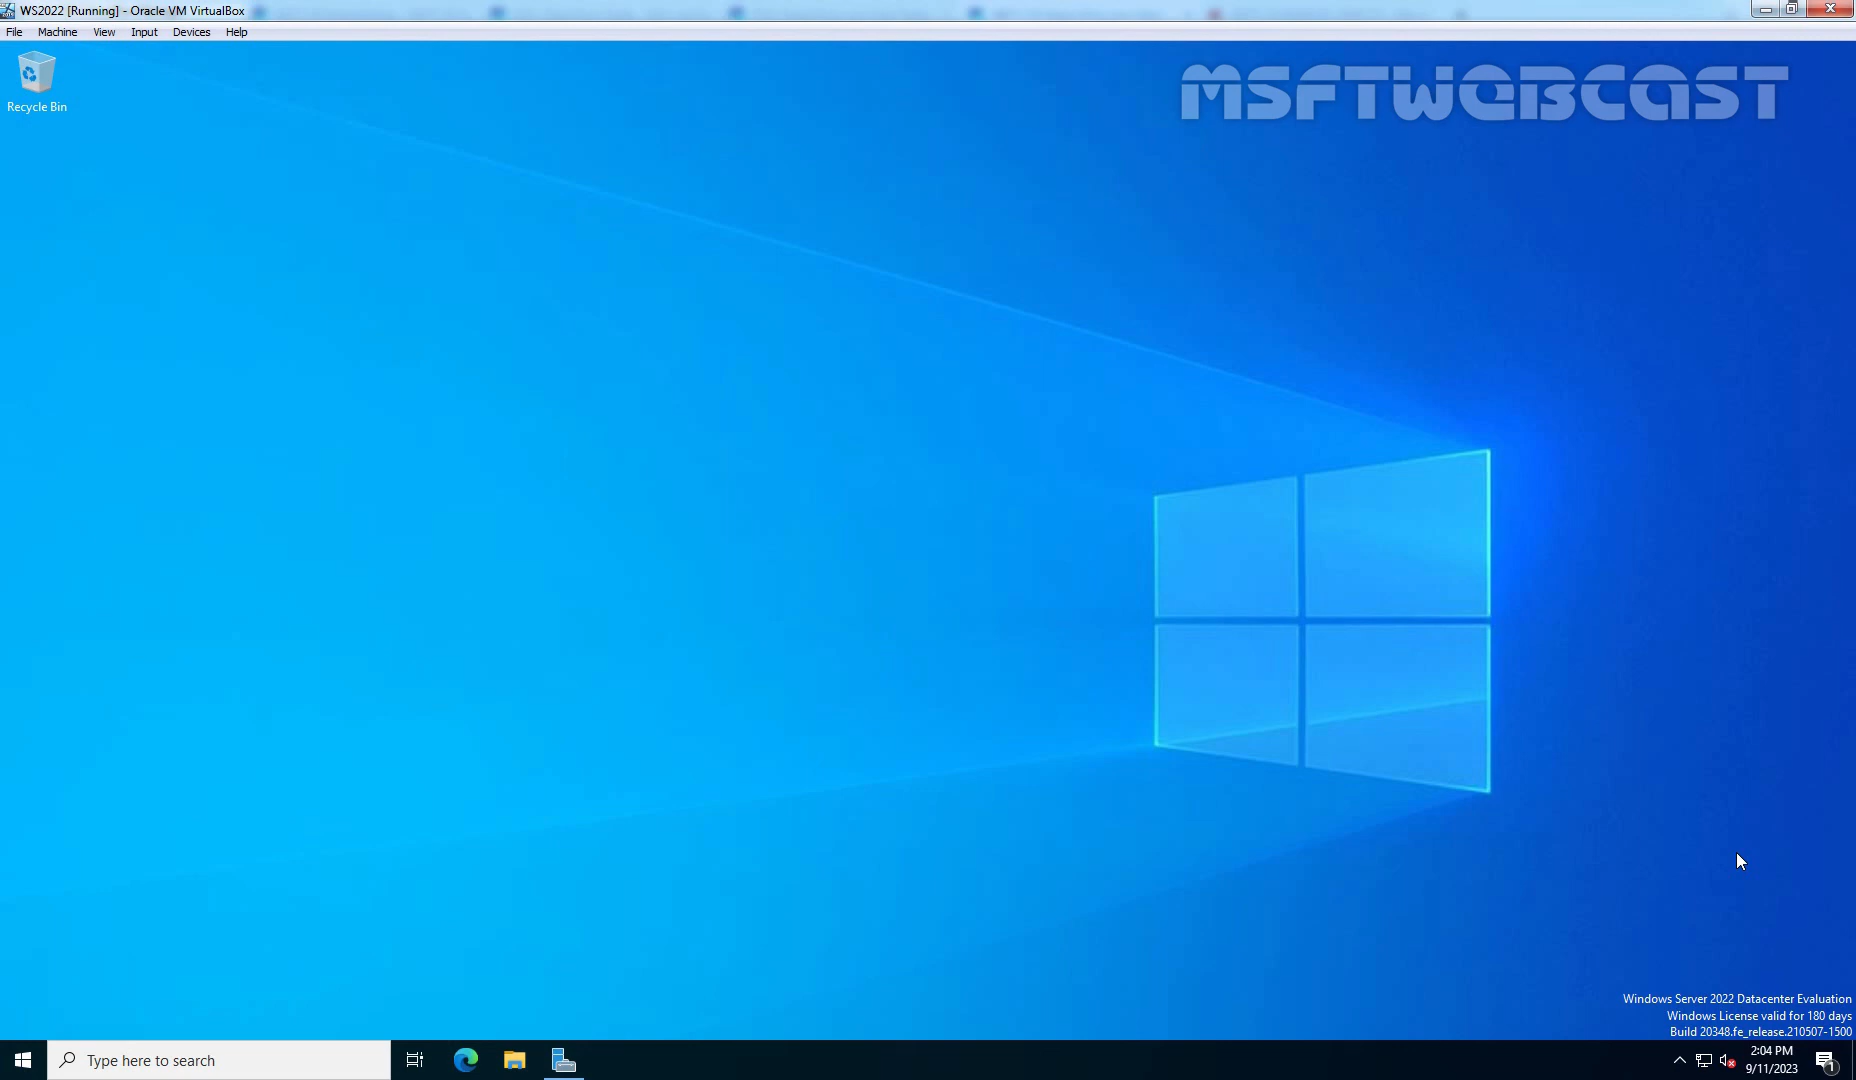 WS2022 [Running] - Oracle VM VirtualBox
File Machine View Input Devices Help
Recycle Bin
MSFTWEBCAST
Windows Server 2022 Datacenter Evaluation
Windows License valid for 180 days
Build 20348.fe_release.210507-1500
Type here to search
2:04 PM
9/11/2023
1